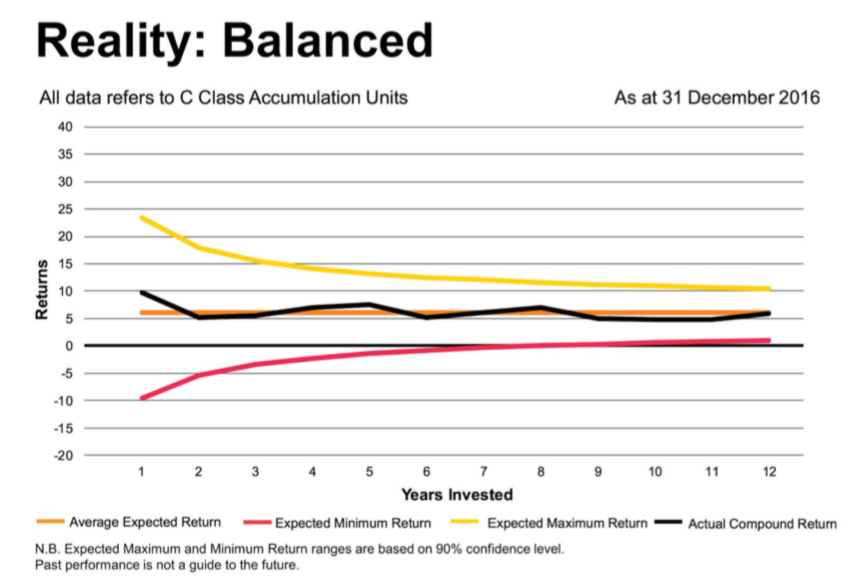 Reality: Balanced
All data refers to C Class Accumulation Units As at 31 December 2016
40
35
30
25
20
15
10
5
0
-5
-10
-15
-20
Returns
1 2 3 4 5 6 7 8 9 10 11 12
Years Invested
Average Expected Return Expected Minimum Return Expected Maximum Return Actual Compound Return
N.B. Expected Maximum and Minimum Return ranges are based on 90% confidence level.
Past performance is not a guide to the future.